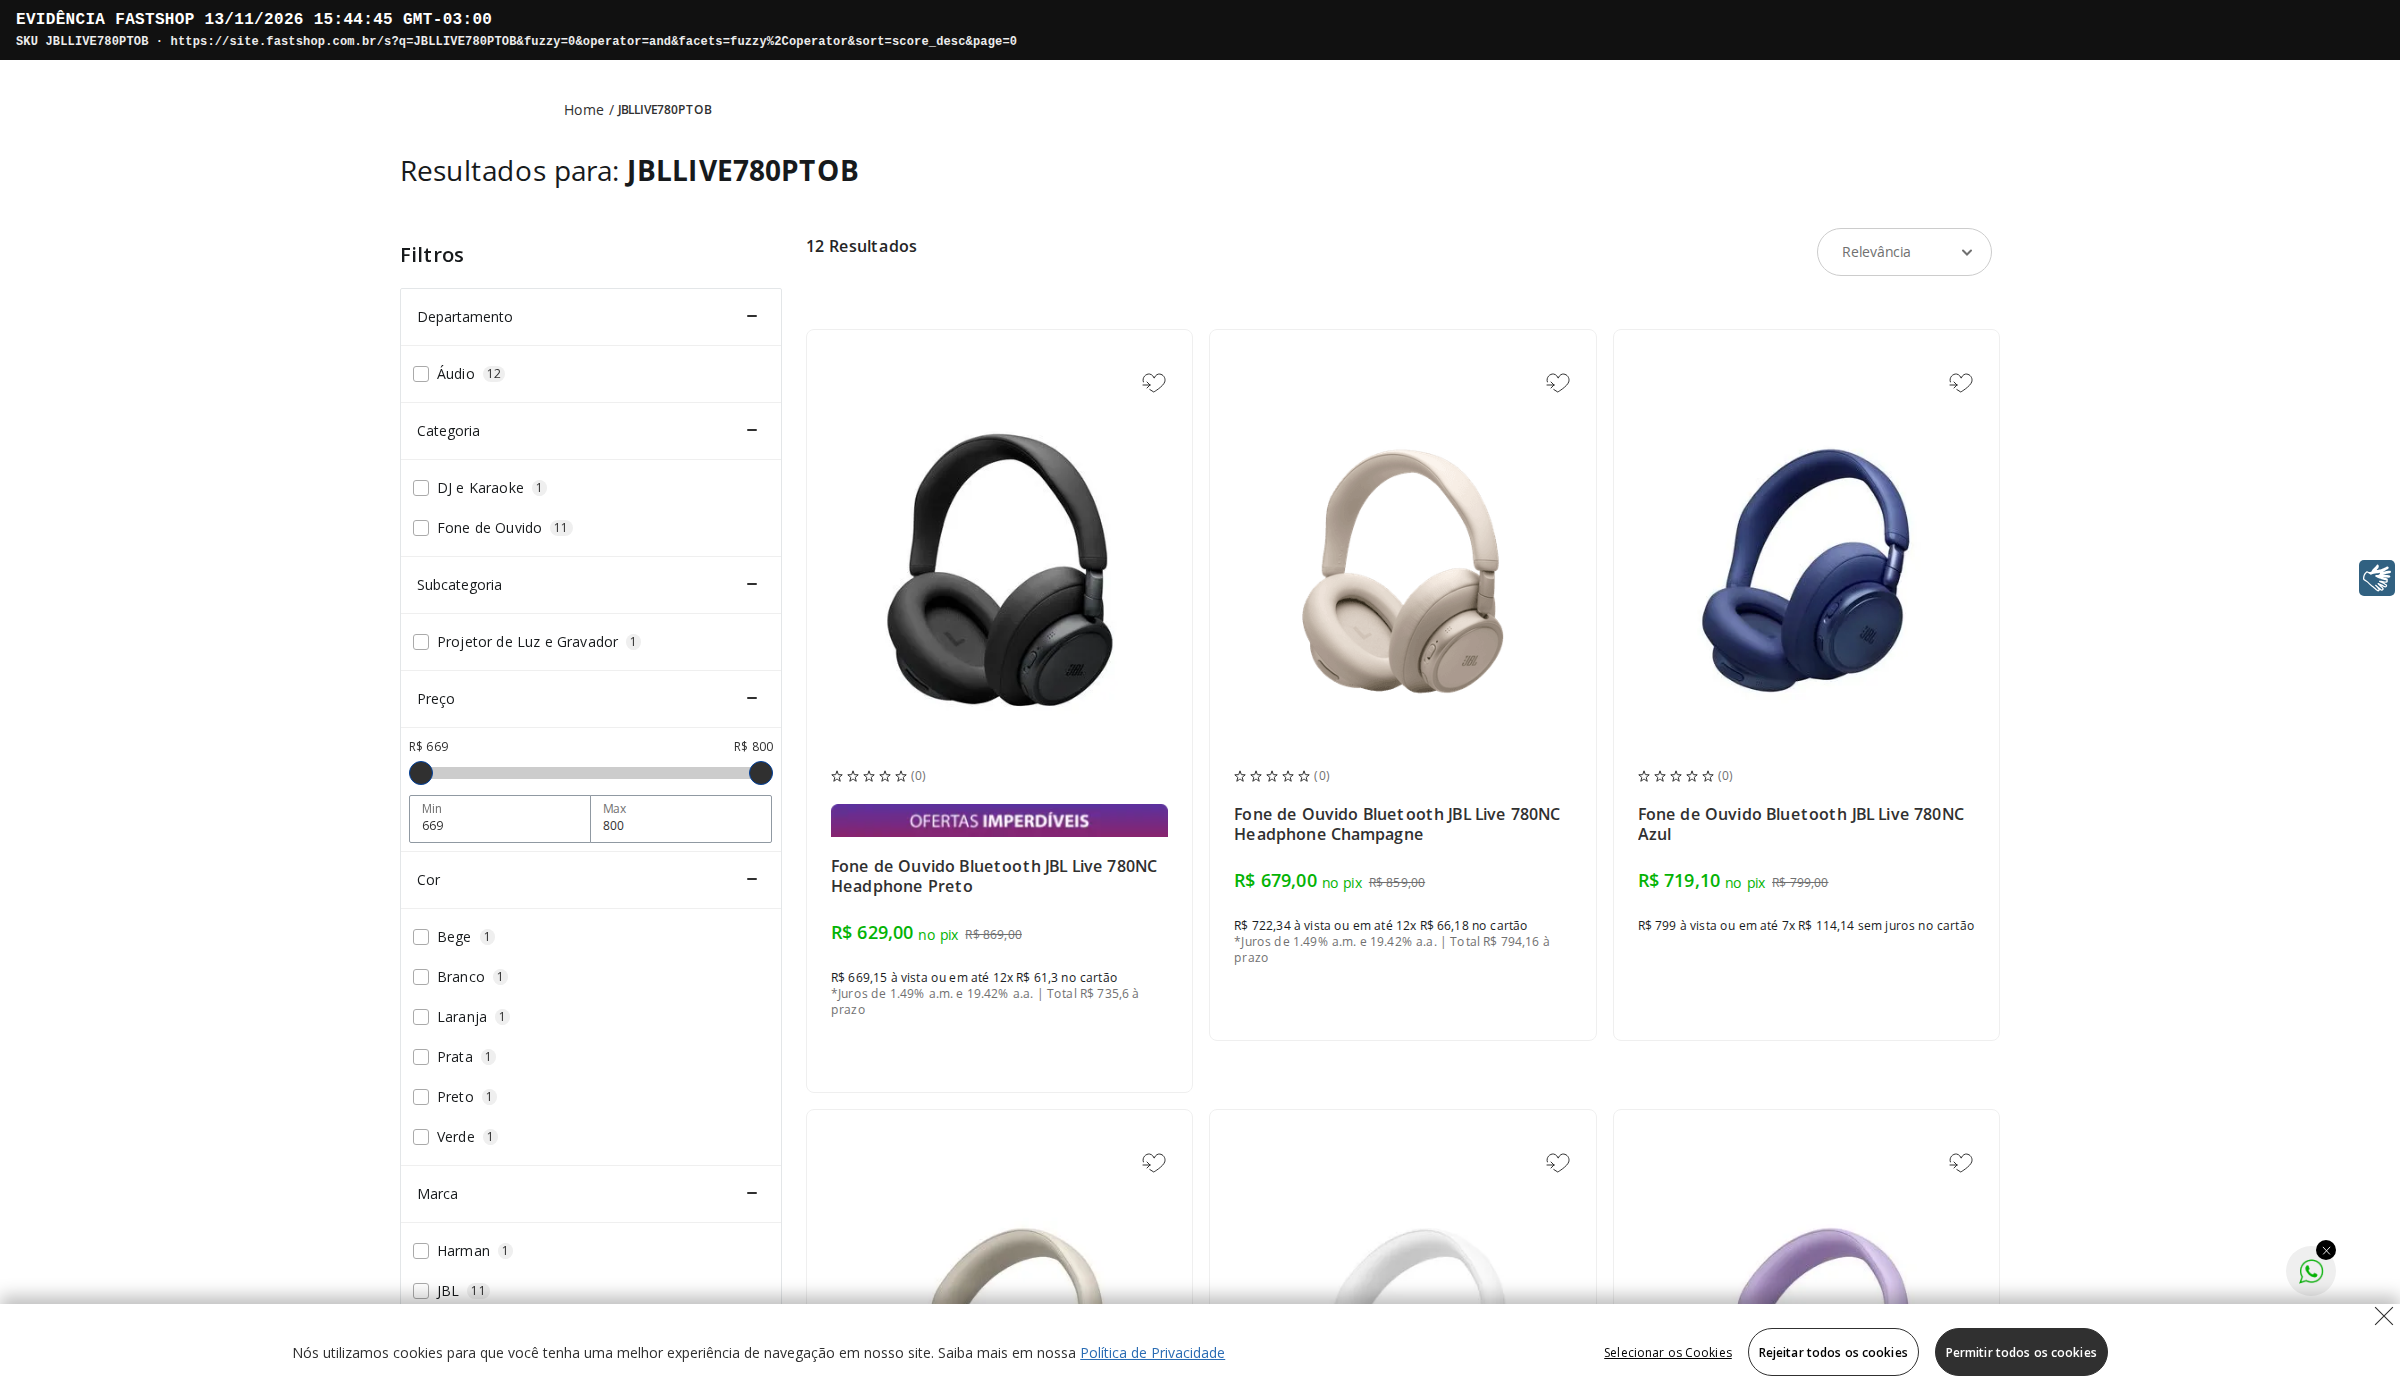 EVIDÊNCIA FASTSHOP 13/11/2026 15:44:45 GMT-03:00
SKU JBLLIVE780PTOB · https://site.fastshop.com.br/s?q=JBLLIVE780PTOB&fuzzy=0&operator=and&facets=fuzzy%2Coperator&sort=score_desc&page=0
Home / JBLLIVE780PTOB
Resultados para: JBLLIVE780PTOB
Filtros
12 Resultados
Relevância
Departamento
Áudio 12
Categoria
DJ e Karaoke 1
Fone de Ouvido 11
Subcategoria
Projetor de Luz e Gravador 1
Preço
R$ 669 R$ 800
Min
669
Max
800
Cor
Bege 1
Branco 1
Laranja 1
Prata 1
Preto 1
Verde 1
Marca
Harman 1
JBL 11
JBL
(0)
OFERTAS IMPERDÍVEIS
Fone de Ouvido Bluetooth JBL Live 780NC
Headphone Preto
R$ 629,00 no pix R$ 869,00
R$ 669,15 à vista ou em até 12x R$ 61,3 no cartão
*Juros de 1.49% a.m. e 19.42% a.a. | Total R$ 735,6 à
prazo
JBL
(0)
Fone de Ouvido Bluetooth JBL Live 780NC
Headphone Champagne
R$ 679,00 no pix R$ 859,00
R$ 722,34 à vista ou em até 12x R$ 66,18 no cartão
*Juros de 1.49% a.m. e 19.42% a.a. | Total R$ 794,16 à
prazo
JBL
(0)
Fone de Ouvido Bluetooth JBL Live 780NC
Azul
R$ 719,10 no pix R$ 799,00
R$ 799 à vista ou em até 7x R$ 114,14 sem juros no cartão
Nós utilizamos cookies para que você tenha uma melhor experiência de navegação em nosso site. Saiba mais em nossa Política de Privacidade
Selecionar os Cookies
Rejeitar todos os cookies
Permitir todos os cookies